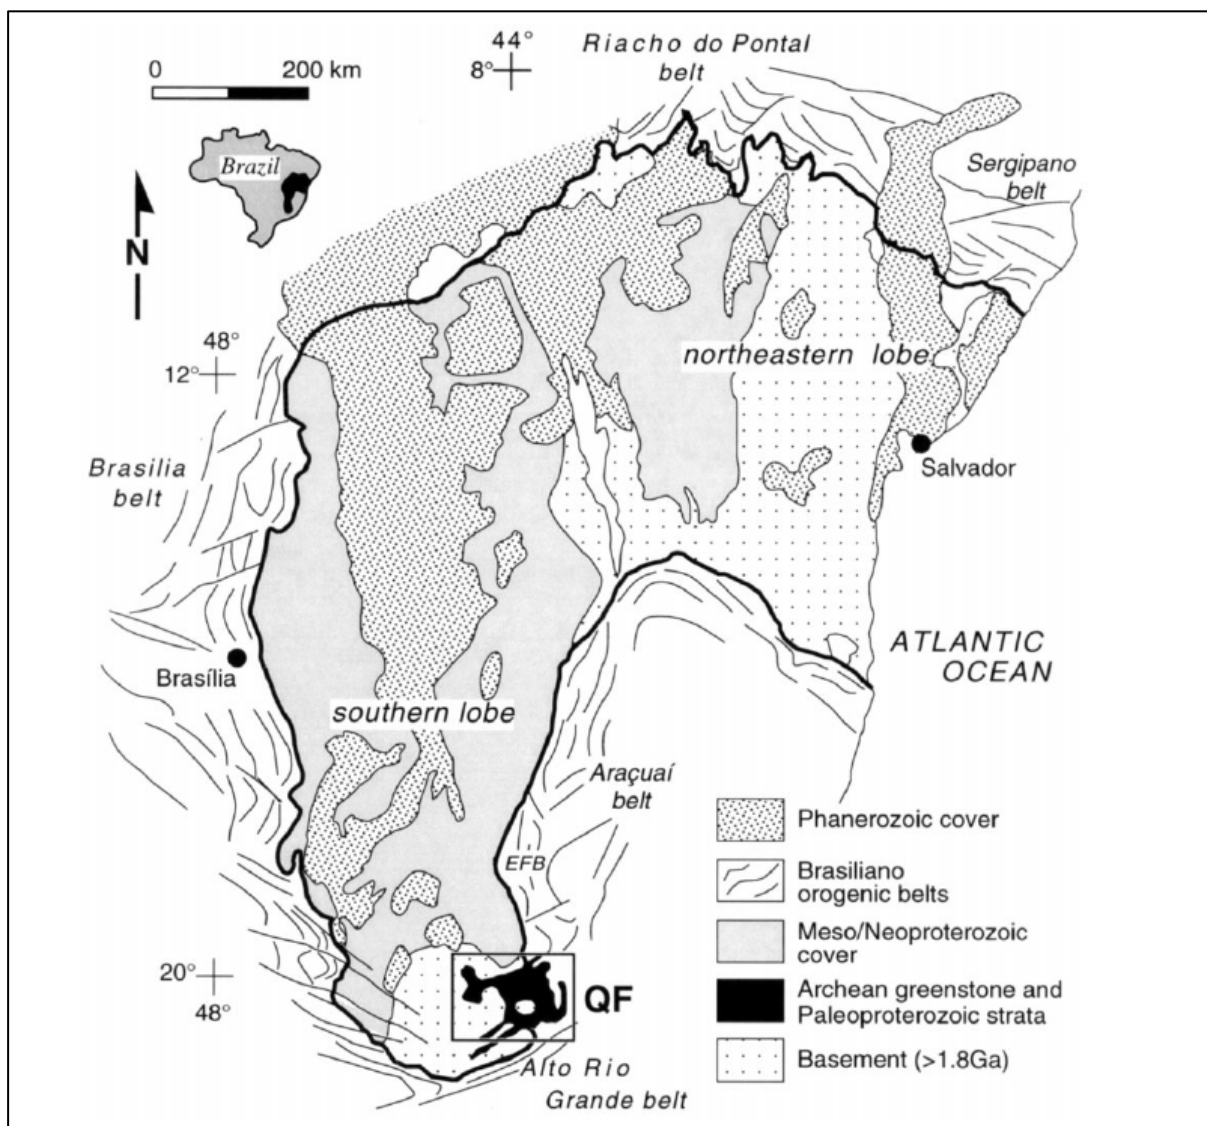 44°
8°
Riacho do Pontal
belt
0 200 km
Brazil
N
Sergipano
belt
48°
12°
northeastern lobe
Brasilia
belt
Salvador
Brasília
ATLANTIC
OCEAN
southern lobe
Araçuaí
belt
EFB
20°
48°
QF
Alto Rio
Grande belt
Phanerozoic cover
Brasiliano
orogenic belts
Meso/Neoproterozoic
cover
Archean greenstone and
Paleoproterozoic strata
Basement (>1.8Ga)